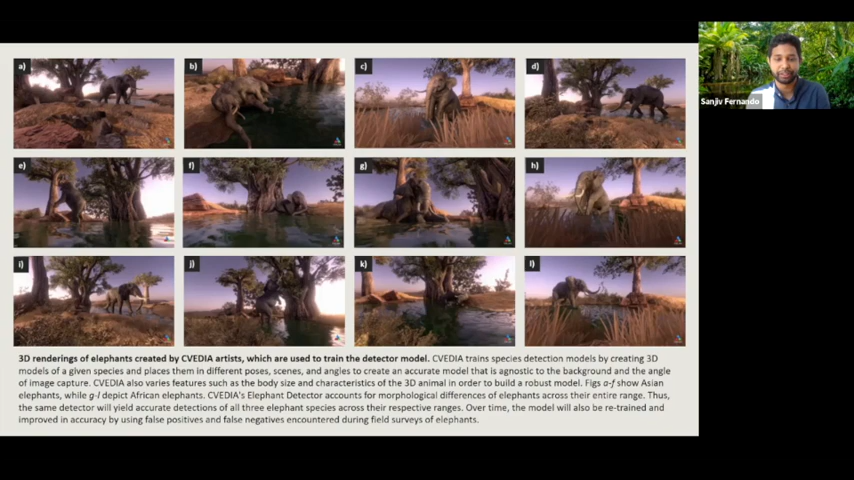 a)
b)
c)
d)
Sanjiv Fernando
e)
f)
g)
h)
i)
j)
k)
l)
3D renderings of elephants created by CVEDIA artists, which are used to train the detector model. CVEDIA trains species detection models by creating 3D
models of a given species and places them in different poses, scenes, and angles to create an accurate model that is agnostic to the background and the angle
of image capture. CVEDIA also varies features such as the body size and characteristics of the 3D animal in order to build a robust model. Figs a-f show Asian
elephants, while g-l depict African elephants. CVEDIA's Elephant Detector accounts for morphological differences of elephants across their entire range. Thus,
the same detector will yield accurate detections of all three elephant species across their respective ranges. Over time, the model will also be re-trained and
improved in accuracy by using false positives and false negatives encountered during field surveys of elephants.